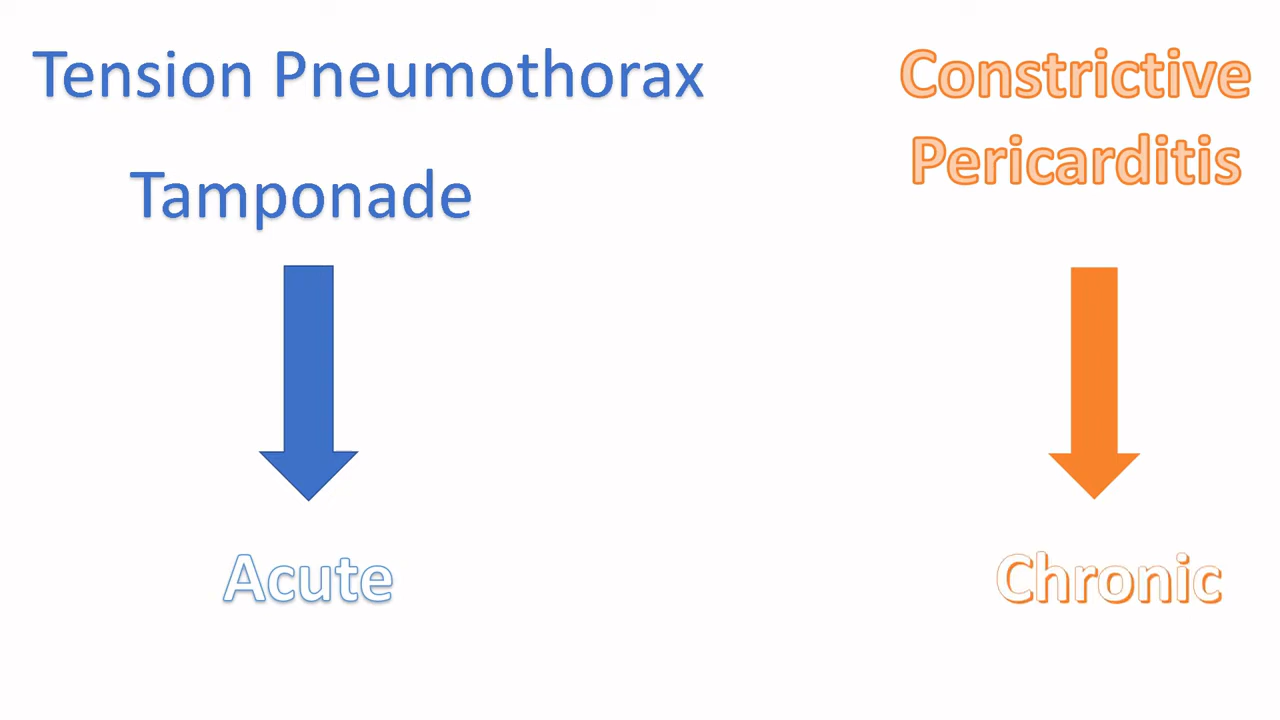 Tension Pneumothorax
Tamponade
Acute
Constrictive
Pericarditis
Chronic